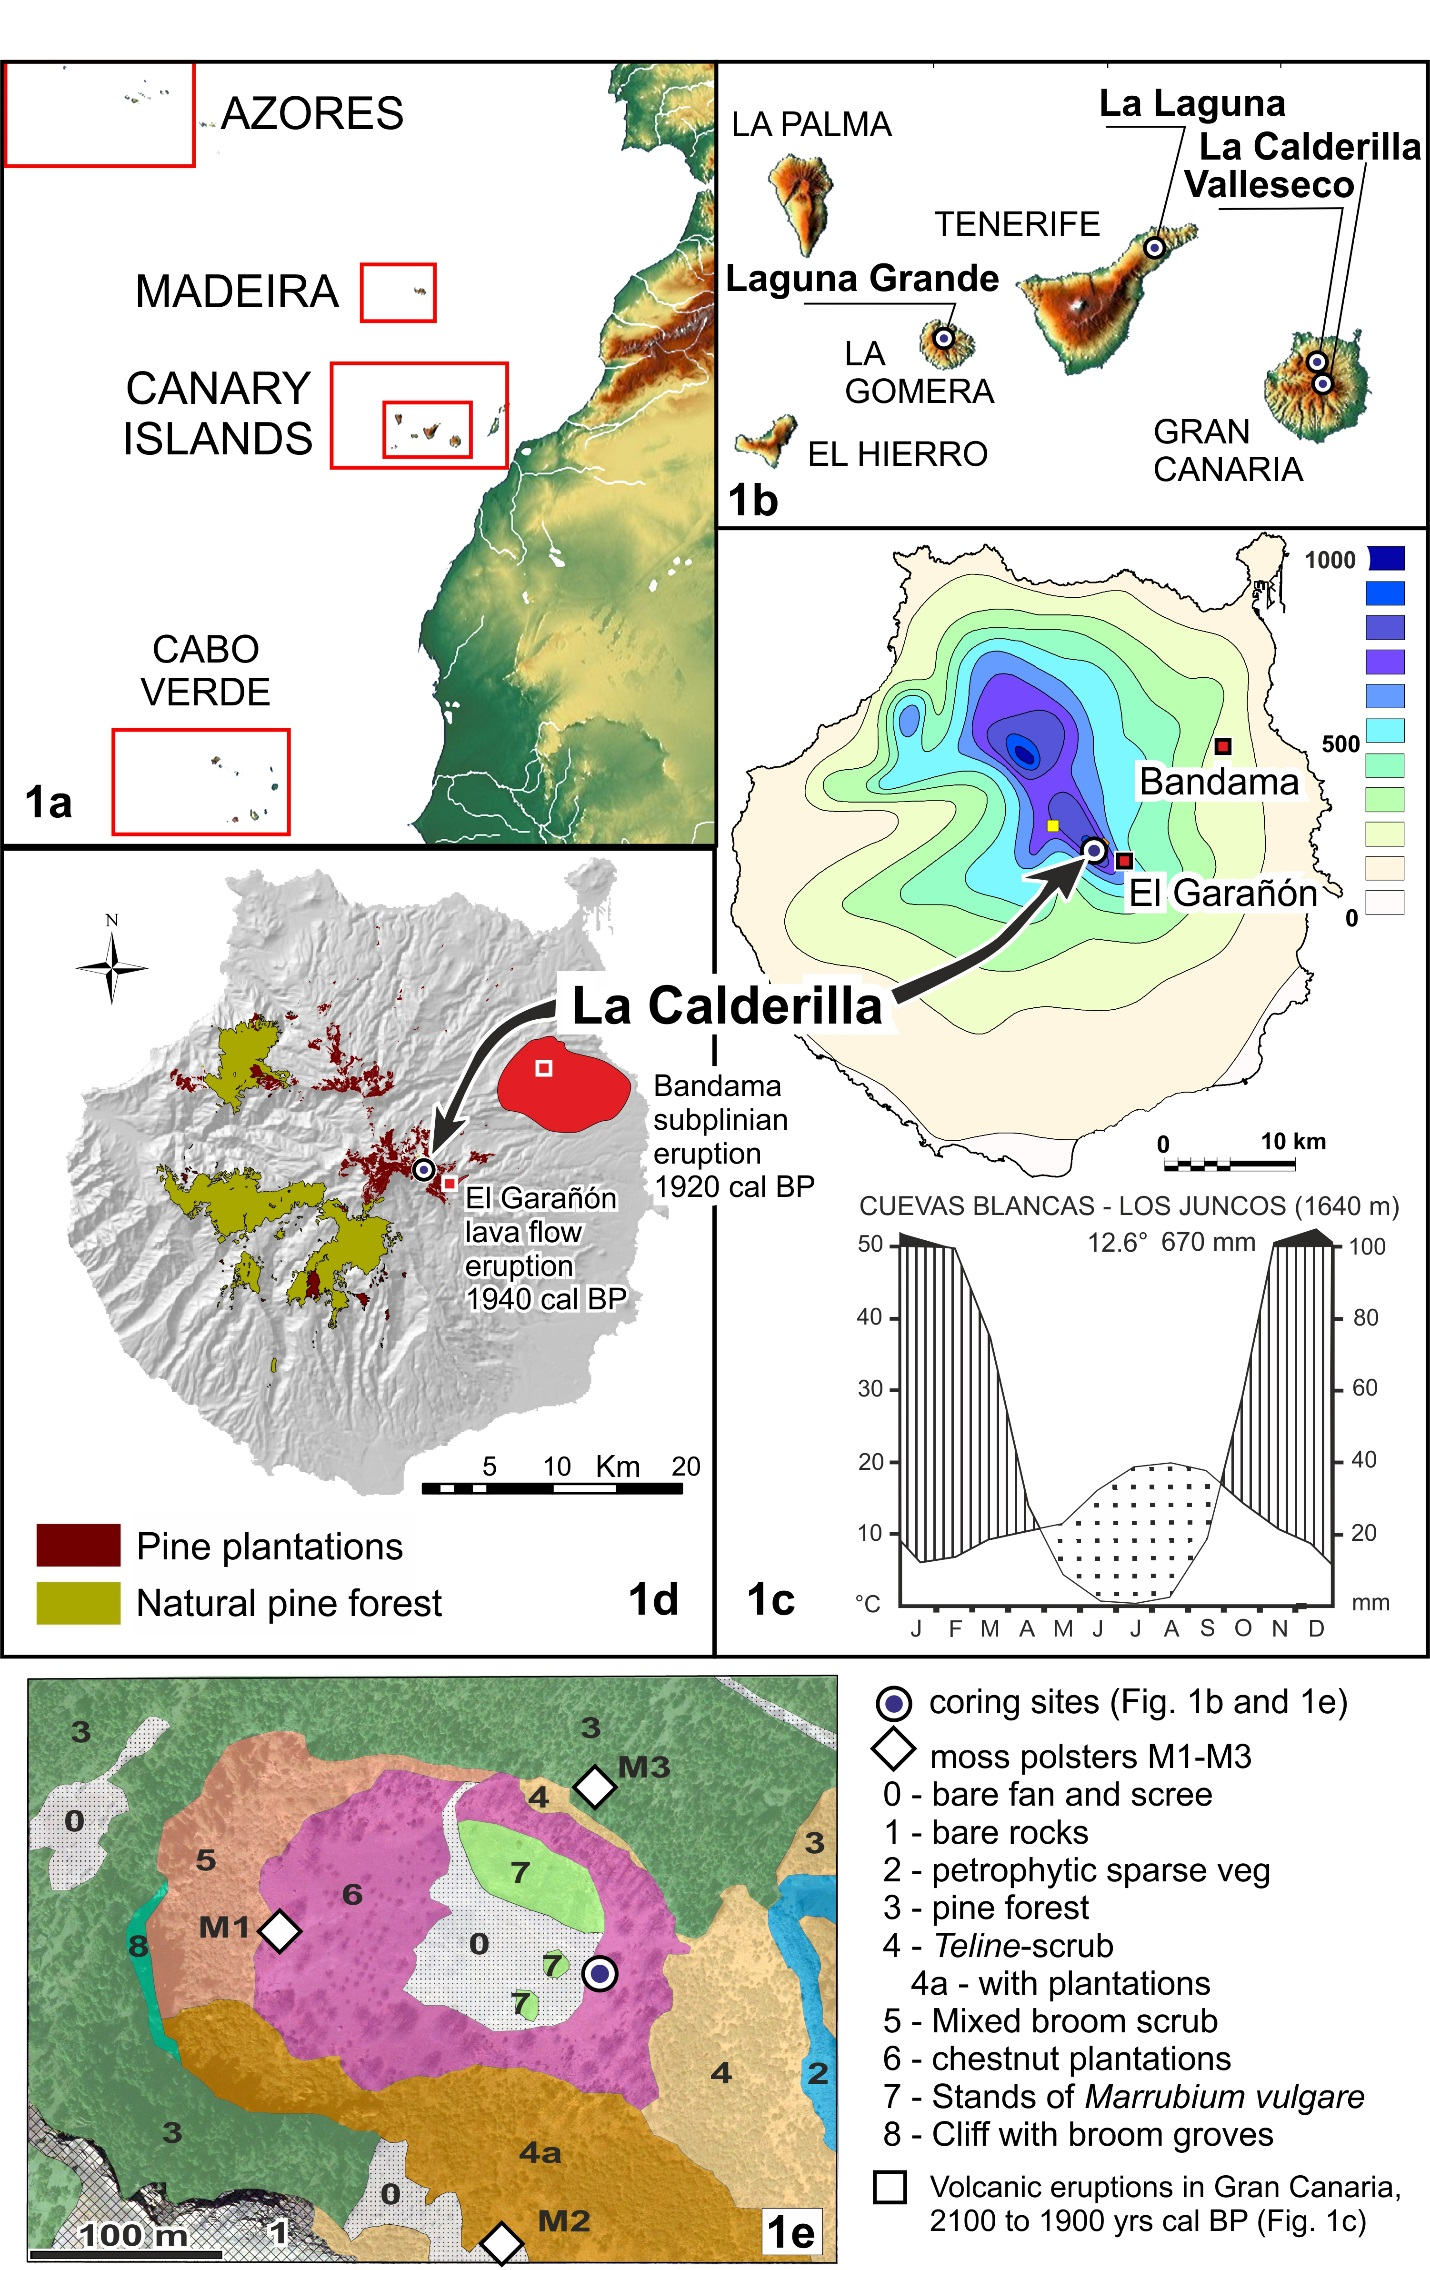 AZORES
MADEIRA
CANARY
ISLANDS
CABO
VERDE
1a
LA PALMA
La Laguna
La Calderilla
Valleseco
TENERIFE
Laguna Grande
LA
GOMERA
EL HIERRO
GRAN
CANARIA
1b
1000
500
0
Bandama
El Garañón
La Calderilla
0 10 km
CUEVAS BLANCAS - LOS JUNCOS (1640 m)
12.6° 670 mm
50 100
40 80
30 60
20 40
10 20
°C mm
J F M A M J J A S O N D
1c
N
Bandama
subplinian
eruption
1920 cal BP
El Garañón
lava flow
eruption
1940 cal BP
5 10 Km 20
Pine plantations
Natural pine forest
1d
3
3
M3
0
4
3
5
7
6
M1
8
0
7
7
4
2
3
4a
0
M2
1
100 m
1e
coring sites (Fig. 1b and 1e)
moss polsters M1-M3
0 - bare fan and scree
1 - bare rocks
2 - petrophytic sparse veg
3 - pine forest
4 - Teline-scrub
4a - with plantations
5 - Mixed broom scrub
6 - chestnut plantations
7 - Stands of Marrubium vulgare
8 - Cliff with broom groves
Volcanic eruptions in Gran Canaria,
2100 to 1900 yrs cal BP (Fig. 1c)